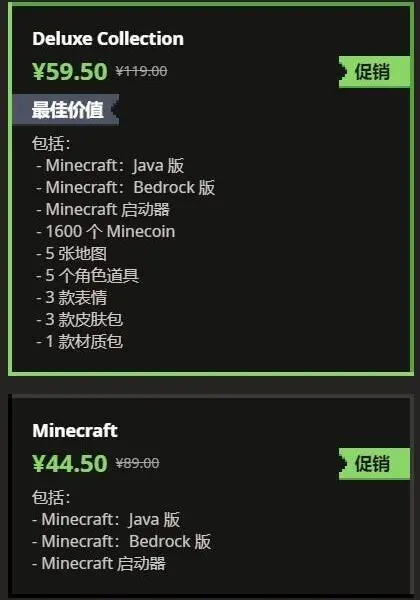 Deluxe Collection
¥59.50 ¥119.00
促销
最佳价值
包括：
- Minecraft：Java 版
- Minecraft：Bedrock 版
- Minecraft 启动器
- 1600 个 Minecoin
- 5 张地图
- 5 个角色道具
- 3 款表情
- 3 款皮肤包
- 1 款材质包
Minecraft
¥44.50 ¥89.00
促销
包括：
- Minecraft：Java 版
- Minecraft：Bedrock 版
- Minecraft 启动器